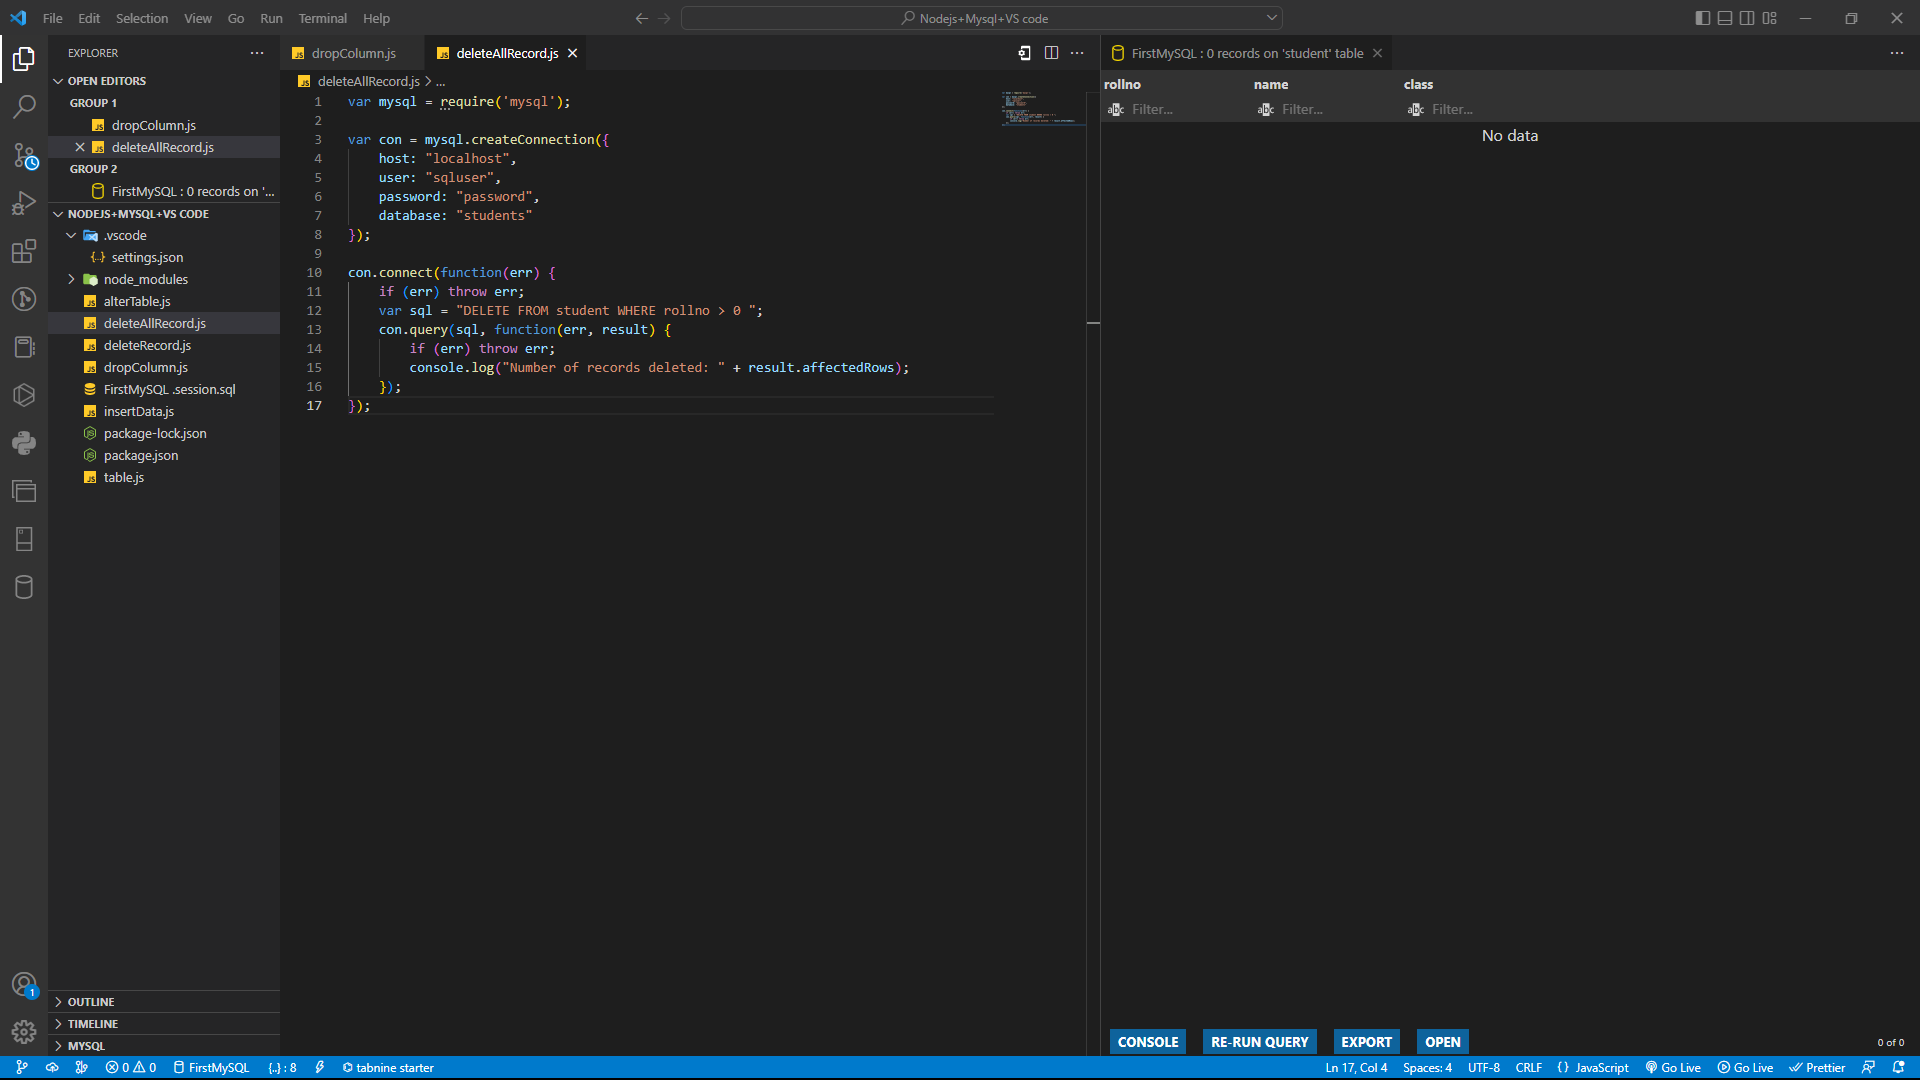 File Edit Selection View Go Run Terminal Help
Nodejs+Mysql+VS code
EXPLORER
OPEN EDITORS
GROUP 1
dropColumn.js
deleteAllRecord.js
GROUP 2
FirstMySQL : 0 records on '...
NODEJS+MYSQL+VS CODE
.vscode
settings.json
node_modules
alterTable.js
deleteAllRecord.js
deleteRecord.js
dropColumn.js
FirstMySQL .session.sql
insertData.js
package-lock.json
package.json
table.js
OUTLINE
TIMELINE
MYSQL
1
dropColumn.js deleteAllRecord.js
deleteAllRecord.js > ...
1 var mysql = require('mysql');
2
3 var con = mysql.createConnection({
4 host: "localhost",
5 user: "sqluser",
6 password: "password",
7 database: "students"
8 });
9
10 con.connect(function(err) {
11 if (err) throw err;
12 var sql = "DELETE FROM student WHERE rollno > 0 ";
13 con.query(sql, function(err, result) {
14 if (err) throw err;
15 console.log("Number of records deleted: " + result.affectedRows);
16 });
17 });
FirstMySQL : 0 records on 'student' table
rollno name class
Filter... Filter... Filter...
No data
CONSOLE RE-RUN QUERY EXPORT OPEN 0 of 0
0 0 FirstMySQL {..} : 8 tabnine starter Ln 17, Col 4 Spaces: 4 UTF-8 CRLF {} JavaScript Go Live Go Live Prettier